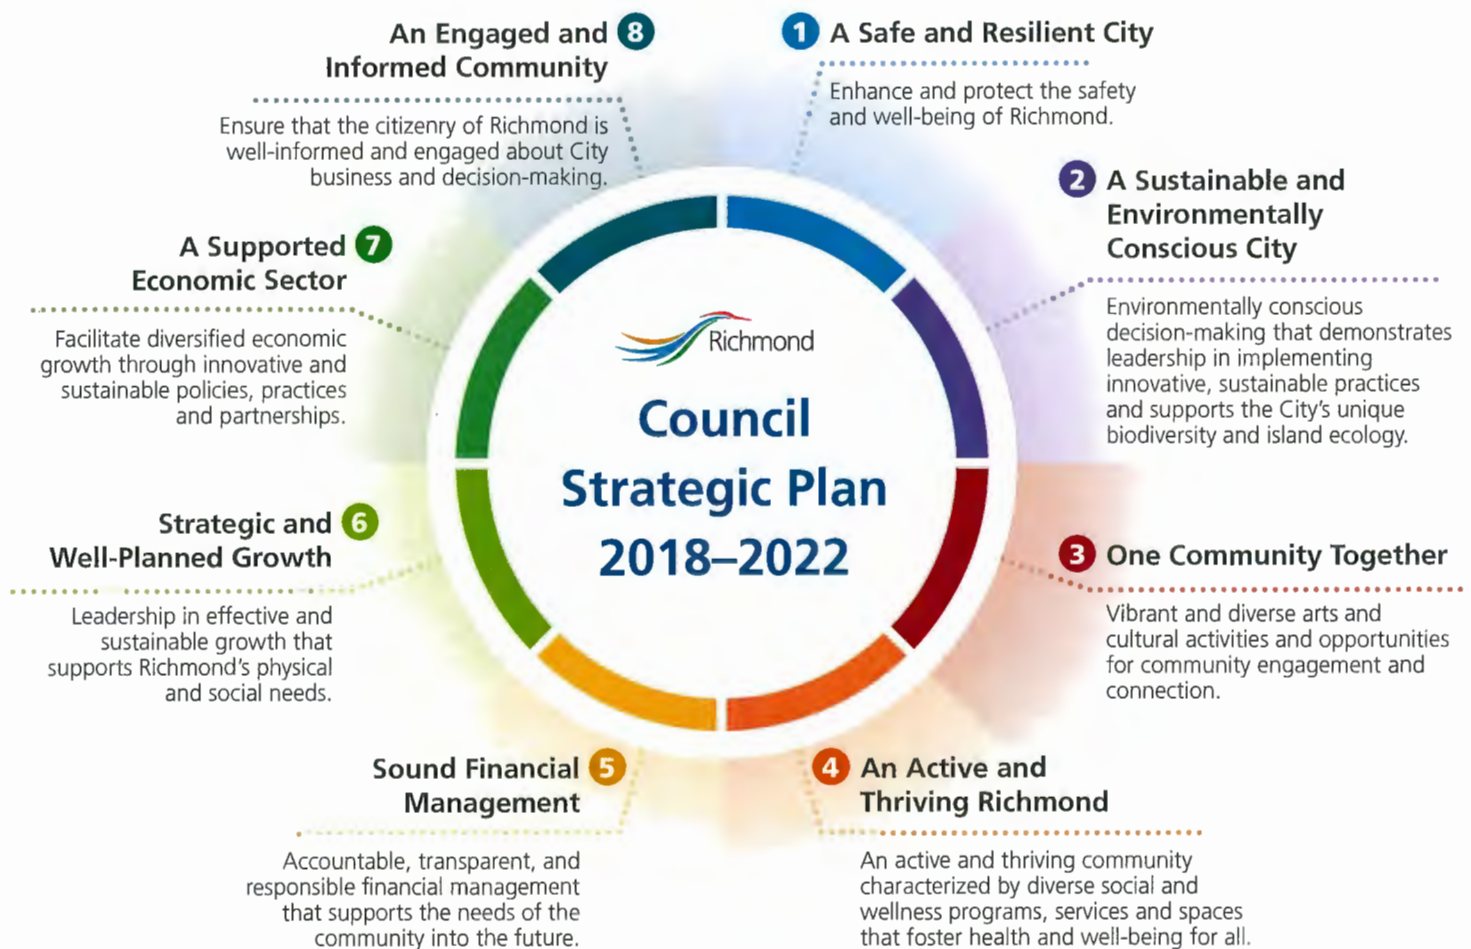 Richmond
Council
Strategic Plan
2018–2022
1 A Safe and Resilient City
Enhance and protect the safety
and well-being of Richmond.
2 A Sustainable and
Environmentally
Conscious City
Environmentally conscious
decision-making that demonstrates
leadership in implementing
innovative, sustainable practices
and supports the City's unique
biodiversity and island ecology.
3 One Community Together
Vibrant and diverse arts and
cultural activities and opportunities
for community engagement and
connection.
4 An Active and
Thriving Richmond
An active and thriving community
characterized by diverse social and
wellness programs, services and spaces
that foster health and well-being for all.
Sound Financial 5
Management
Accountable, transparent, and
responsible financial management
that supports the needs of the
community into the future.
Strategic and 6
Well-Planned Growth
Leadership in effective and
sustainable growth that
supports Richmond's physical
and social needs.
A Supported 7
Economic Sector
Facilitate diversified economic
growth through innovative and
sustainable policies, practices
and partnerships.
An Engaged and 8
Informed Community
Ensure that the citizenry of Richmond is
well-informed and engaged about City
business and decision-making.